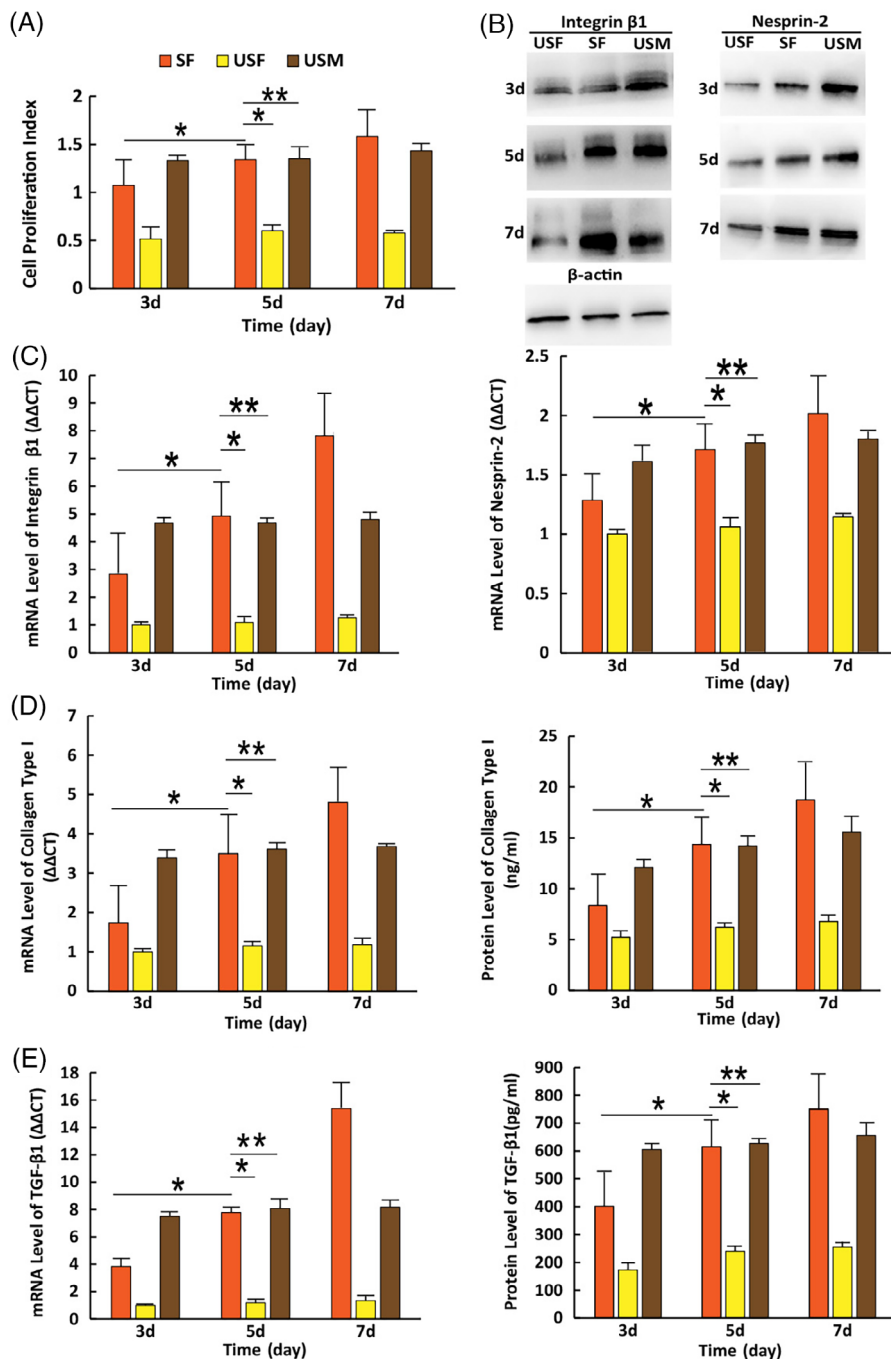 (A)
SF USF USM
Cell Proliferation Index
2
1.5
1
0.5
0
* * **
3d 5d 7d
Time (day)
(B)
Integrin β1 Nesprin-2
USF SF USM USF SF USM
3d 3d
5d 5d
7d 7d
β-actin
(C)
mRNA Level of Integrin β1 (ΔΔCT)
10
9
8
7
6
5
4
3
2
1
0
* * **
3d 5d 7d
Time (day)
mRNA Level of Nesprin-2 (ΔΔCT)
2.5
2
1.5
1
0.5
0
* * **
3d 5d 7d
Time (day)
(D)
mRNA Level of Collagen Type I
(ΔΔCT)
7
6
5
4
3
2
1
0
* * **
3d 5d 7d
Time (day)
Protein Level of Collagen Type I
(ng/ml)
25
20
15
10
5
0
* * **
3d 5d 7d
Time (day)
(E)
mRNA Level of TGF-β1 (ΔΔCT)
18
16
14
12
10
8
6
4
2
0
* * **
3d 5d 7d
Time (day)
Protein Level of TGF-β1(pg/ml)
900
800
700
600
500
400
300
200
100
0
* * **
3d 5d 7d
Time (day)